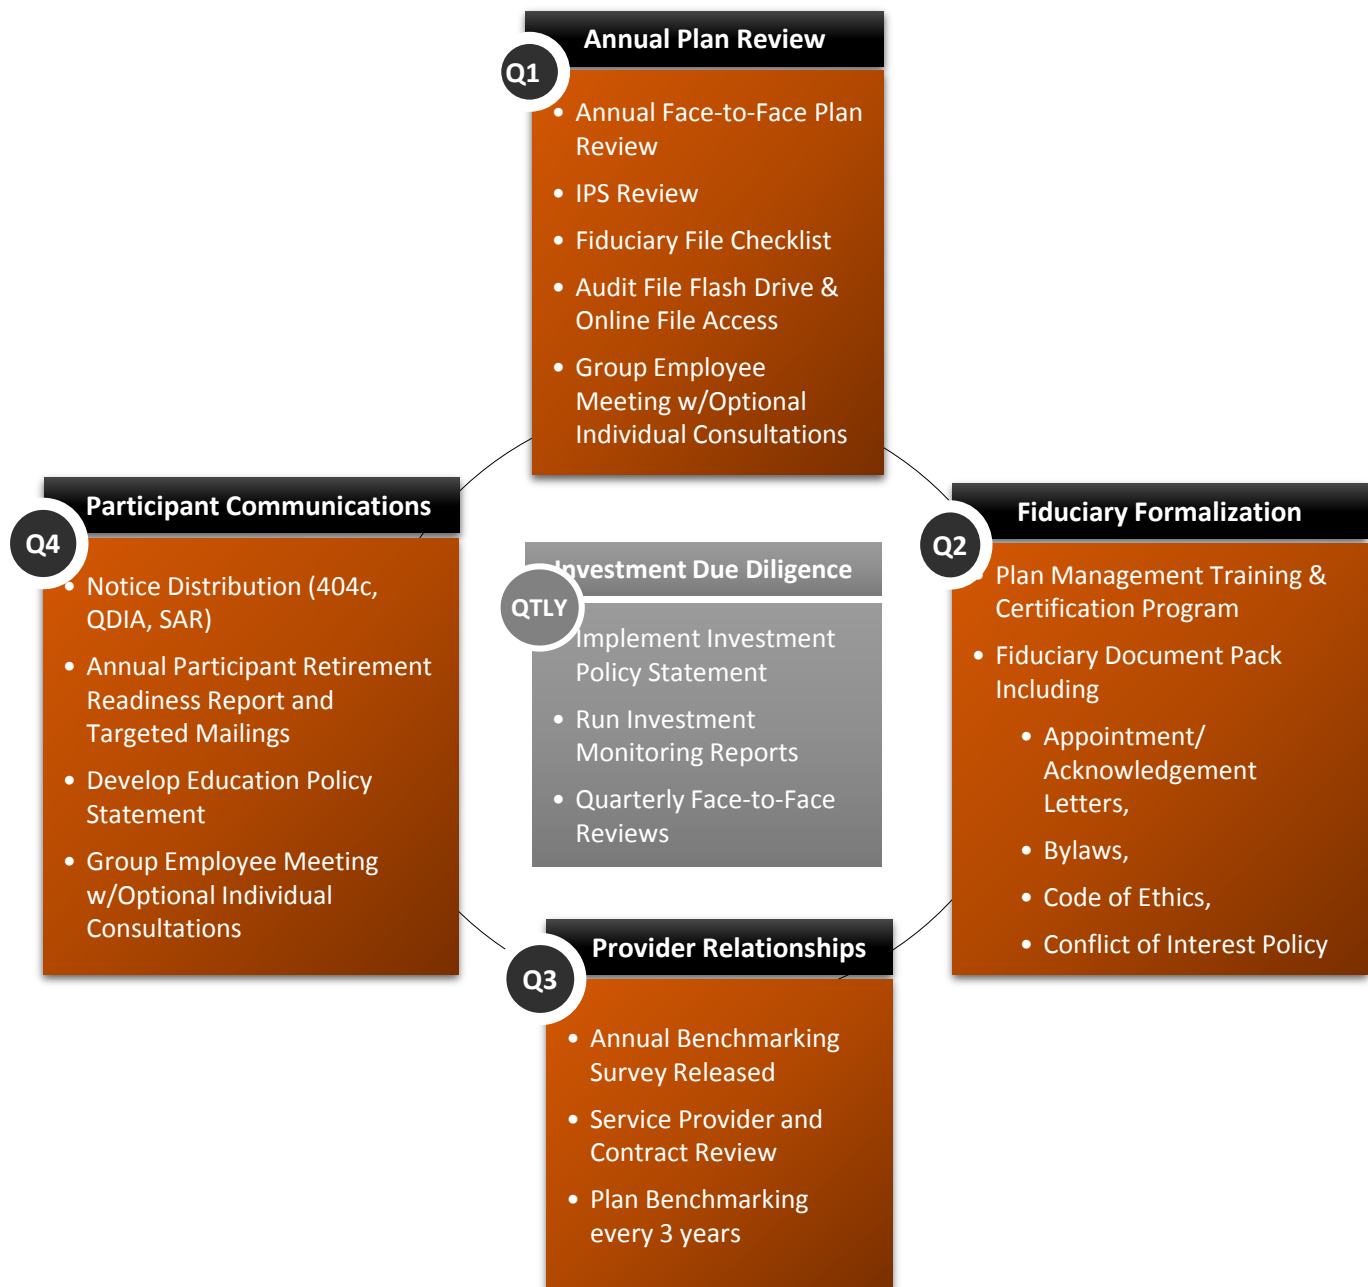 Annual Plan Review
Q1
• Annual Face-to-Face Plan
Review
• IPS Review
• Fiduciary File Checklist
• Audit File Flash Drive &
Online File Access
• Group Employee
Meeting w/Optional
Individual Consultations
Fiduciary Formalization
Q2
• Plan Management Training &
Certification Program
• Fiduciary Document Pack
Including
• Appointment/
Acknowledgement
Letters,
• Bylaws,
• Code of Ethics,
• Conflict of Interest Policy
Provider Relationships
Q3
• Annual Benchmarking
Survey Released
• Service Provider and
Contract Review
• Plan Benchmarking
every 3 years
Participant Communications
Q4
• Notice Distribution (404c,
QDIA, SAR)
• Annual Participant Retirement
Readiness Report and
Targeted Mailings
• Develop Education Policy
Statement
• Group Employee Meeting
w/Optional Individual
Consultations
Investment Due Diligence
QTLY
Implement Investment
Policy Statement
• Run Investment
Monitoring Reports
• Quarterly Face-to-Face
Reviews